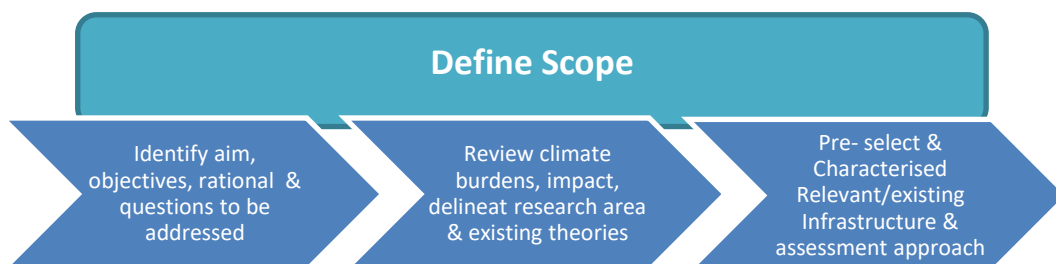 Define Scope
Identify aim,
objectives, rational &
questions to be
addressed
Review climate
burdens, impact,
delineat research area
& existing theories
Pre- select &
Characterised
Relevant/existing
Infrastructure &
assessment approach